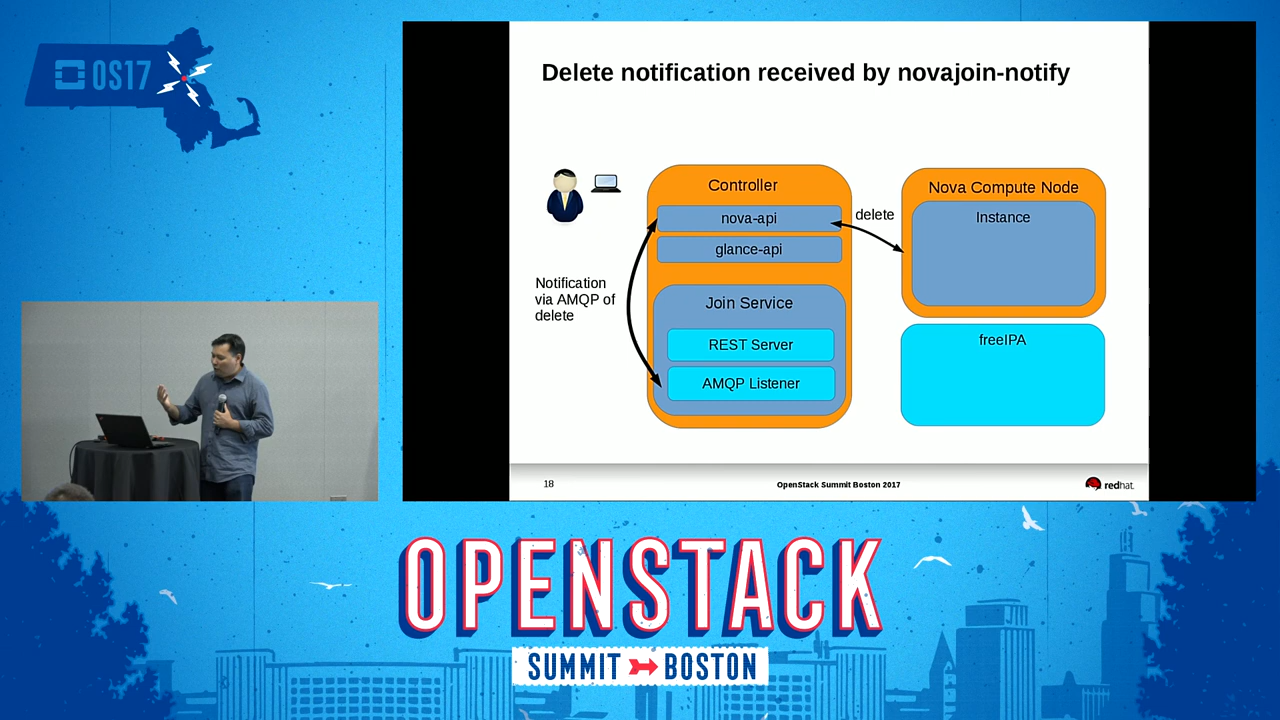 OS17
Delete notification received by novajoin-notify
Controller
nova-api
glance-api
Join Service
REST Server
AMQP Listener
Notification
via AMQP of
delete
delete
Nova Compute Node
Instance
freeIPA
18
OpenStack Summit Boston 2017
redhat.
OPENSTACK
SUMMIT BOSTON